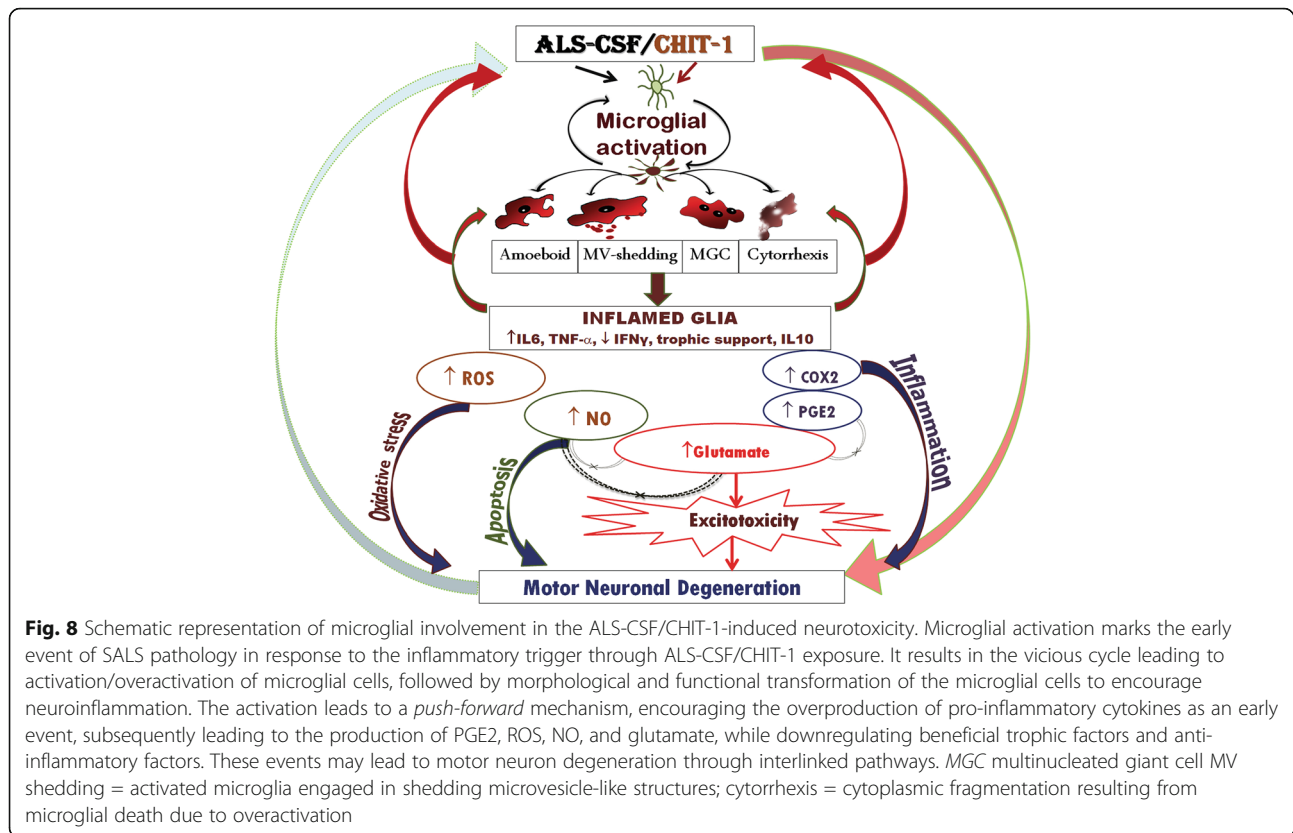 ALS-CSF/CHIT-1
Microglial
activation
Amoeboid MV-shedding MGC Cytorrhexis
INFLAMED GLIA
↑IL6, TNF-α, ↓ IFNγ, trophic support, IL10
↑ ROS
↑ COX2
↑ NO
↑ PGE2
↑Glutamate
Oxidative stress
Apoptosis
Inflammation
Excitotoxicity
Motor Neuronal Degeneration
Fig. 8 Schematic representation of microglial involvement in the ALS-CSF/CHIT-1-induced neurotoxicity. Microglial activation marks the early
event of SALS pathology in response to the inflammatory trigger through ALS-CSF/CHIT-1 exposure. It results in the vicious cycle leading to
activation/overactivation of microglial cells, followed by morphological and functional transformation of the microglial cells to encourage
neuroinflammation. The activation leads to a push-forward mechanism, encouraging the overproduction of pro-inflammatory cytokines as an early
event, subsequently leading to the production of PGE2, ROS, NO, and glutamate, while downregulating beneficial trophic factors and anti-
inflammatory factors. These events may lead to motor neuron degeneration through interlinked pathways. MGC multinucleated giant cell MV
shedding = activated microglia engaged in shedding microvesicle-like structures; cytorrhexis = cytoplasmic fragmentation resulting from
microglial death due to overactivation